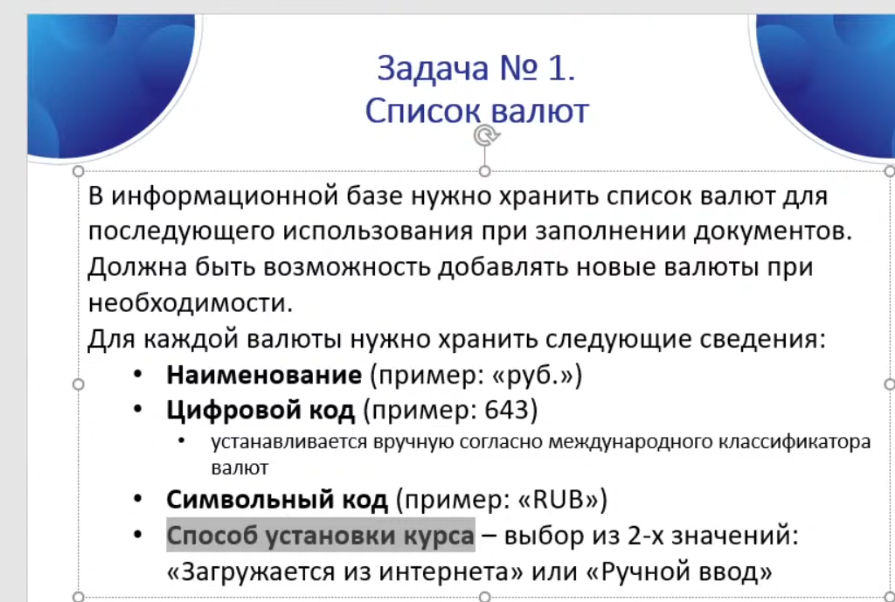 Задача № 1.
Список валют
В информационной базе нужно хранить список валют для
последующего использования при заполнении документов.
Должна быть возможность добавлять новые валюты при
необходимости.
Для каждой валюты нужно хранить следующие сведения:
• Наименование (пример: «руб.»)
• Цифровой код (пример: 643)
• устанавливается вручную согласно международного классификатора
валют
• Символьный код (пример: «RUB»)
• Способ установки курса – выбор из 2-х значений:
«Загружается из интернета» или «Ручной ввод»